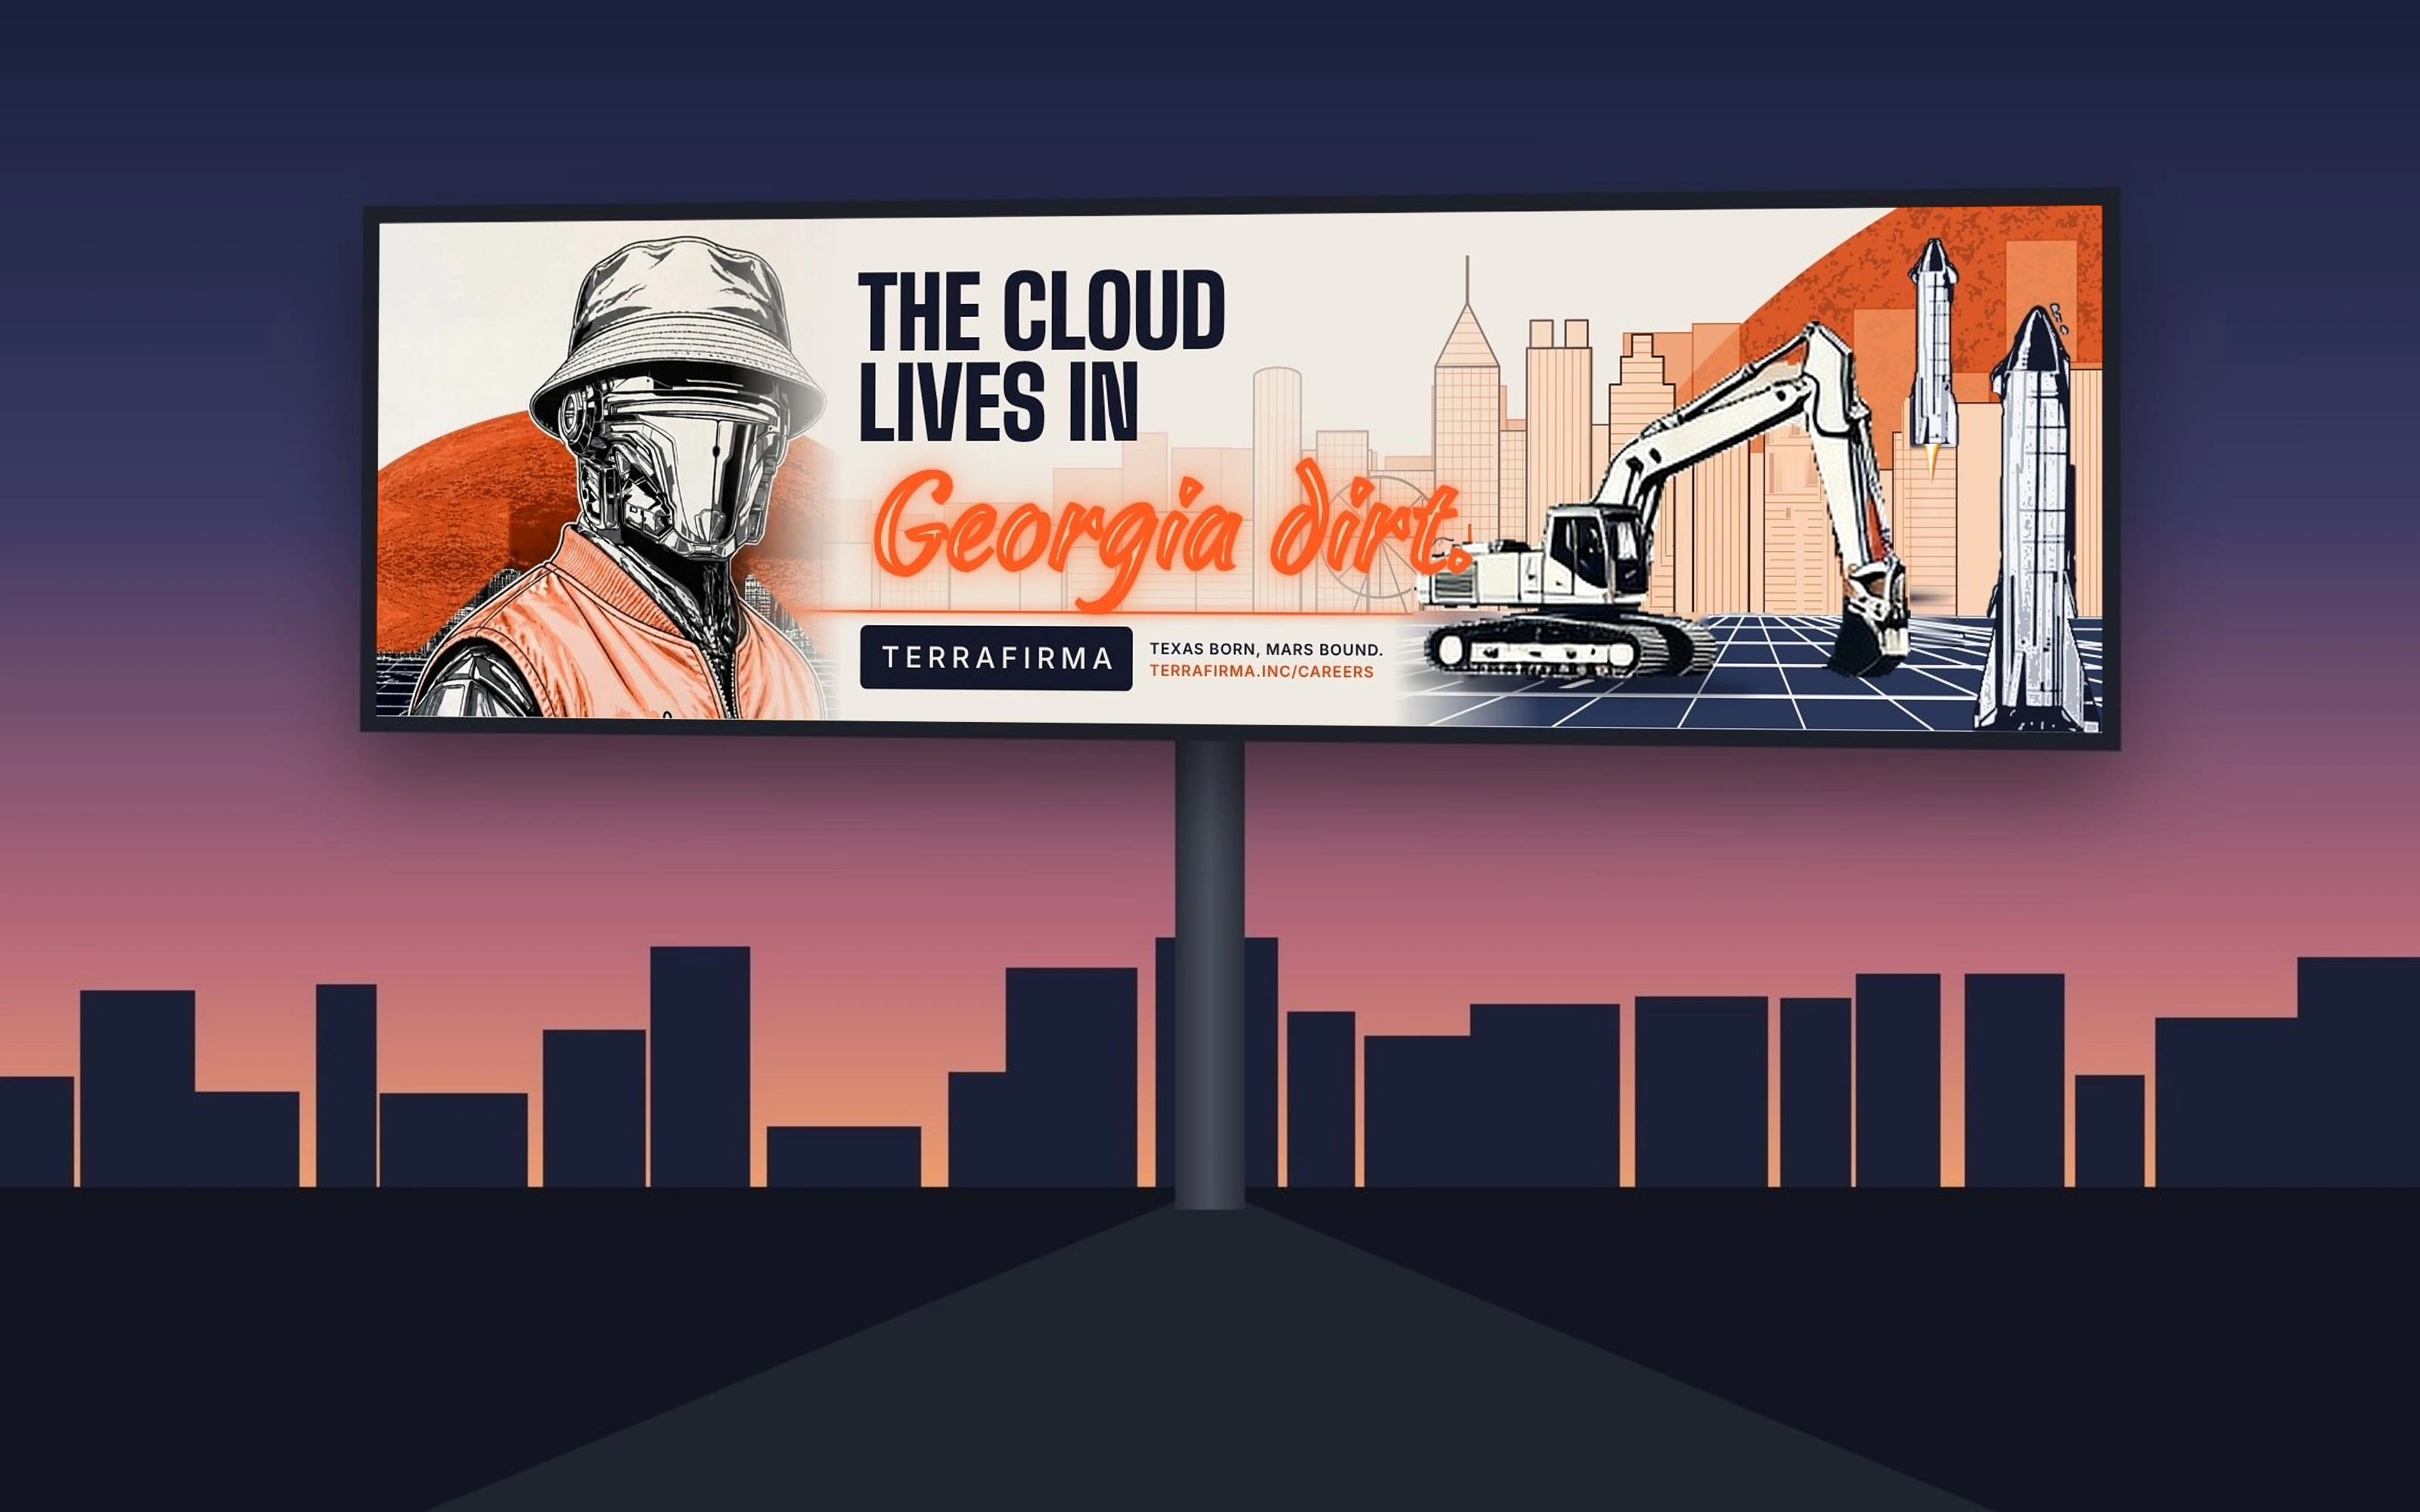 THE CLOUD
LIVES IN
Georgia dirt.
TERRAFIRMA
TEXAS BORN, MARS BOUND.
TERRAFIRMA.INC/CAREERS